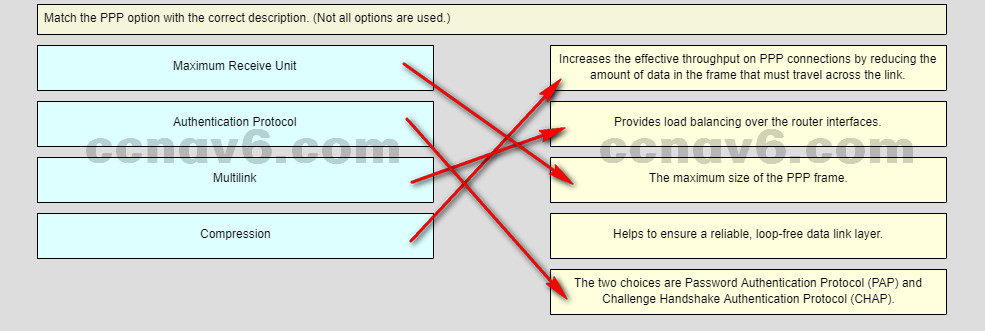 Match the PPP option with the correct description. (Not all options are used.)
Maximum Receive Unit
Authentication Protocol
Multilink
Compression
Increases the effective throughput on PPP connections by reducing the
amount of data in the frame that must travel across the link.
Provides load balancing over the router interfaces.
The maximum size of the PPP frame.
Helps to ensure a reliable, loop-free data link layer.
The two choices are Password Authentication Protocol (PAP) and
Challenge Handshake Authentication Protocol (CHAP).
ccnav6.com
ccnav6.com